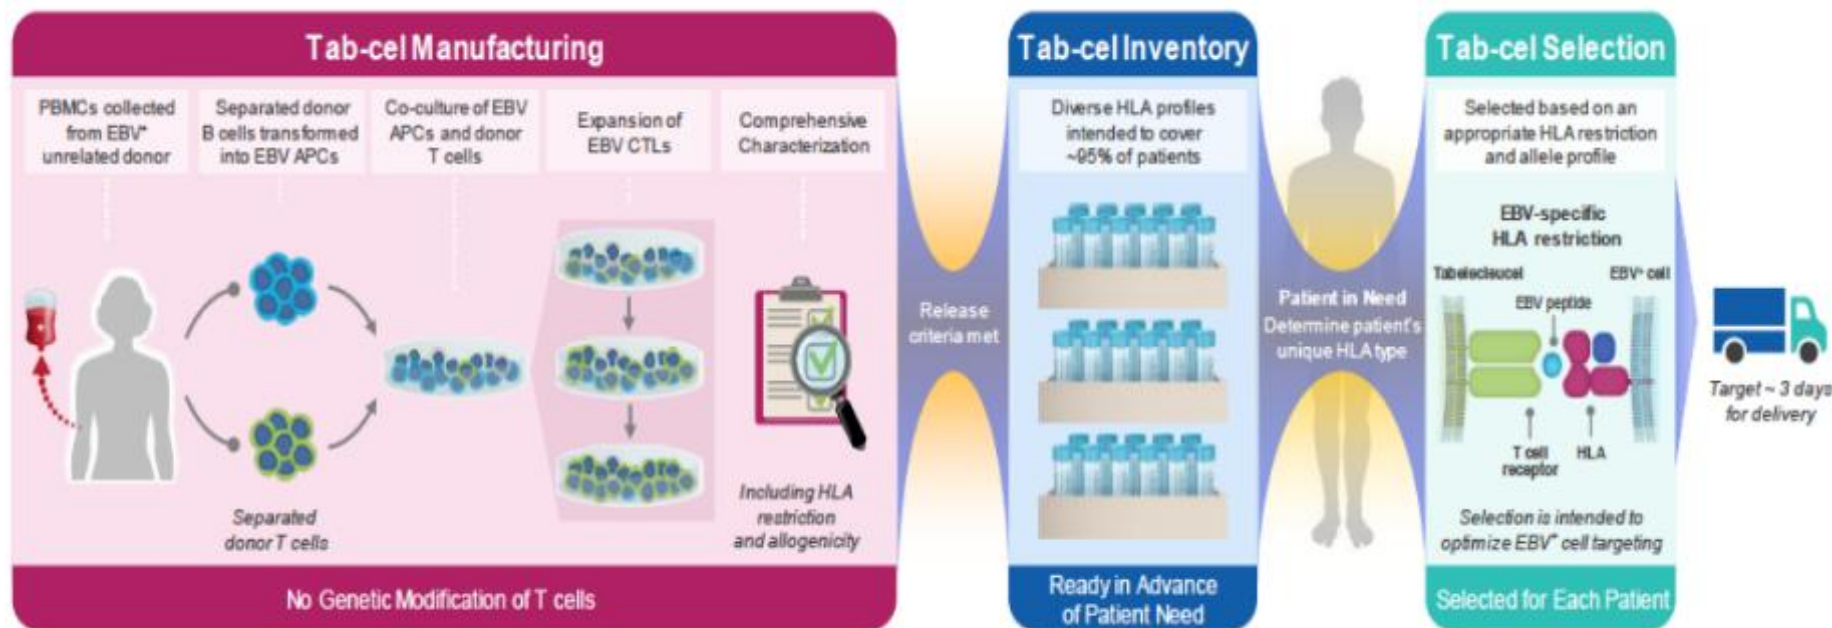 Tab-cel Manufacturing
PBMCs collected
from EBV⁺
unrelated donor
Separated donor
B cells transformed
into EBV APCs
Co-culture of EBV
APCs and donor
T cells
Expansion of
EBV CTLs
Comprehensive
Characterization
Separated
donor T cells
Including HLA
restriction
and allogenicity
No Genetic Modification of T cells
Release
criteria met
Tab-cel Inventory
Diverse HLA profiles
intended to cover
~95% of patients
Ready in Advance
of Patient Need
Patient in Need
Determine patient's
unique HLA type
Tab-cel Selection
Selected based on an
appropriate HLA restriction
and allele profile
EBV-specific
HLA restriction
Tabelecleucel
EBV⁺ cell
EBV peptide
T cell
receptor
HLA
Selection is intended to
optimize EBV⁺ cell targeting
Selected for Each Patient
Target ~ 3 days
for delivery